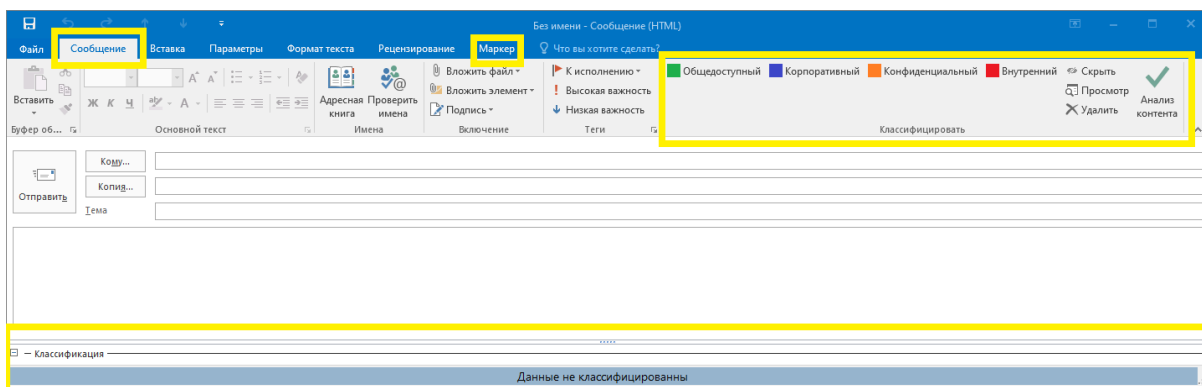 Без имени - Сообщение (HTML)
Файл Сообщение Вставка Параметры Формат текста Рецензирование Маркер Что вы хотите сделать?
Вложить файл К исполнению Общедоступный Корпоративный Конфиденциальный Внутренний Скрыть
Вставить Ж К Ч aby A Адресная книга Проверить имена Вложить элемент Высокая важность Просмотр Анализ контента
Подпись Низкая важность Удалить
Буфер об... Основной текст Имена Включение Теги Классифицировать
Кому...
Отправить Копия...
Тема
Классификация
Данные не классифицированны